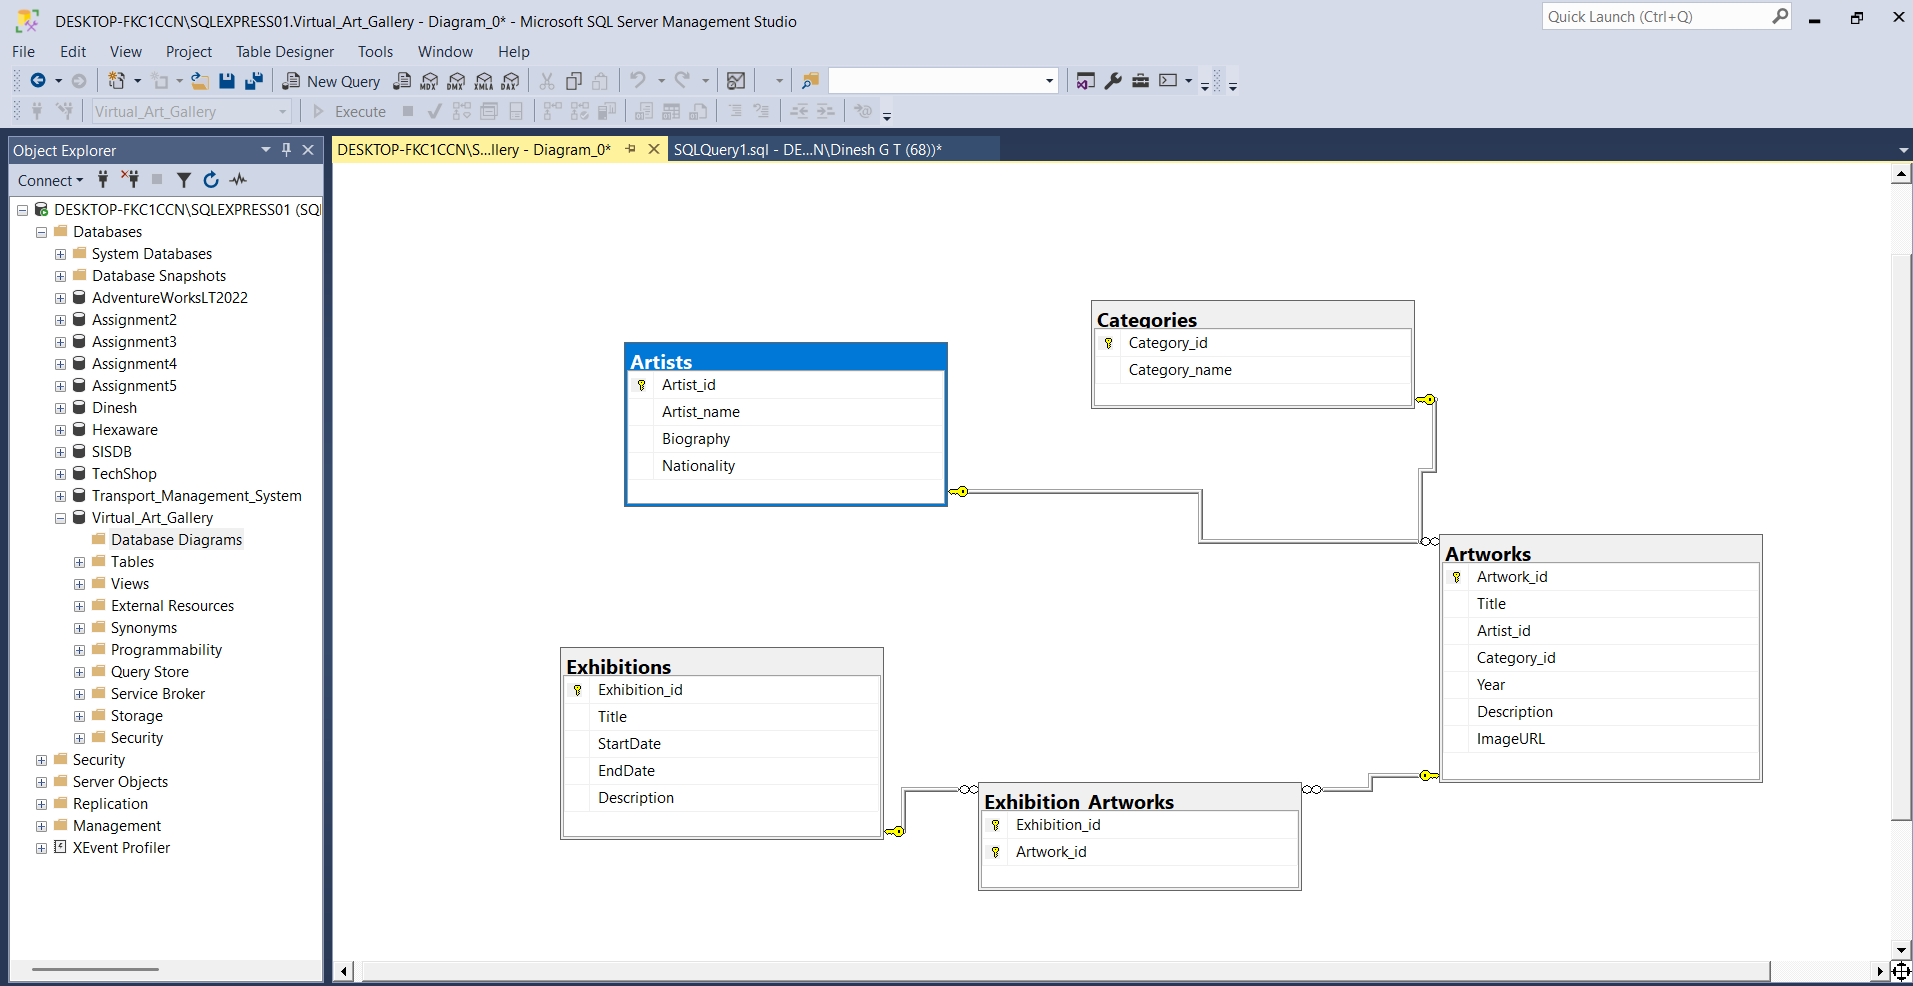 DESKTOP-FKC1CCN\SQLEXPRESS01.Virtual_Art_Gallery - Diagram_0* - Microsoft SQL Server Management Studio
Quick Launch (Ctrl+Q)
File Edit View Project Table Designer Tools Window Help
New Query MDX DMX XMLA DAX
Virtual_Art_Gallery Execute
Object Explorer
Connect
DESKTOP-FKC1CCN\SQLEXPRESS01 (SQL
Databases
System Databases
Database Snapshots
AdventureWorksLT2022
Assignment2
Assignment3
Assignment4
Assignment5
Dinesh
Hexaware
SISDB
TechShop
Transport_Management_System
Virtual_Art_Gallery
Database Diagrams
Tables
Views
External Resources
Synonyms
Programmability
Query Store
Service Broker
Storage
Security
Security
Server Objects
Replication
Management
XEvent Profiler
DESKTOP-FKC1CCN\S...llery - Diagram_0*
SQLQuery1.sql - DE...N\Dinesh G T (68))*
Categories
Category_id
Category_name
Artists
Artist_id
Artist_name
Biography
Nationality
Artworks
Artwork_id
Title
Artist_id
Category_id
Year
Description
ImageURL
Exhibitions
Exhibition_id
Title
StartDate
EndDate
Description
Exhibition_Artworks
Exhibition_id
Artwork_id